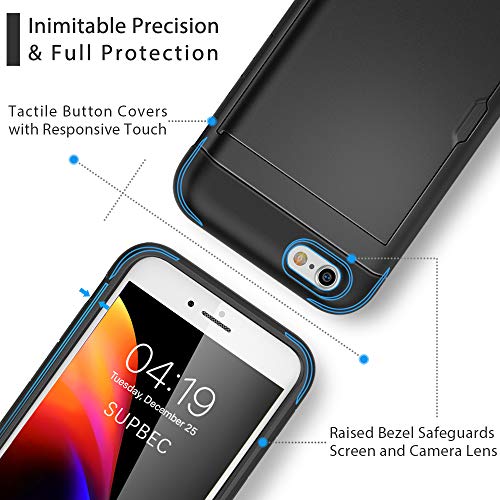 Inimitable Precision
& Full Protection
Tactile Button Covers
with Responsive Touch
04:19
Tuesday, December 25
SUPBEC
Raised Bezel Safeguards
Screen and Camera Lens